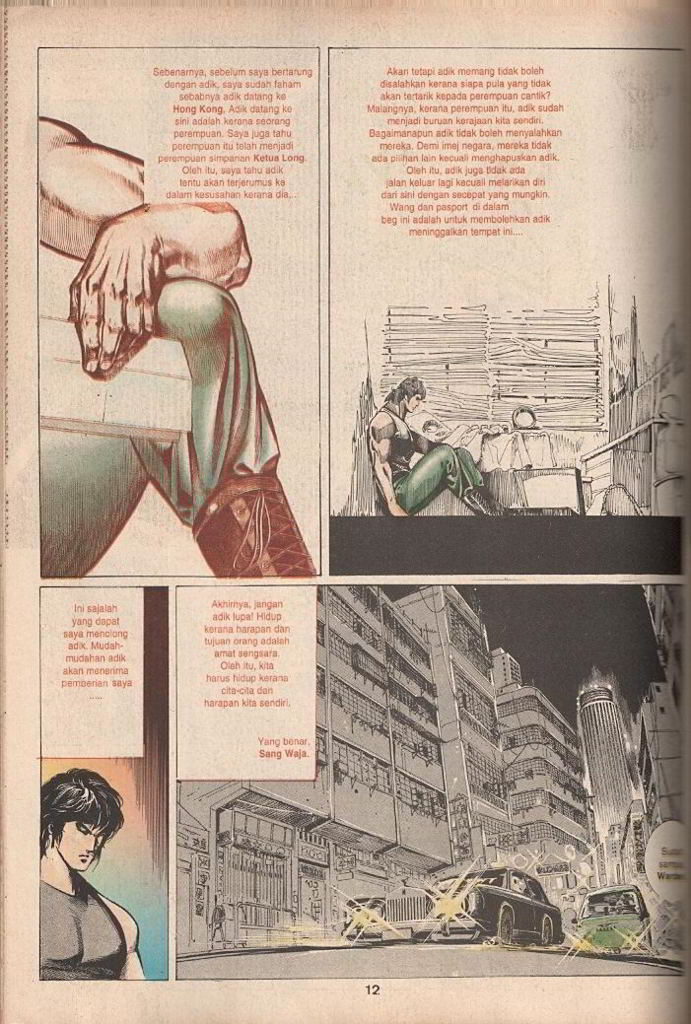 Sebenarnya, sebelum saya bertarung
dengan adik, saya sudah faham
sebabnya adik datang ke
Hong Kong. Adik datang ke
sini adalah kerana seorang
perempuan. Saya juga tahu
perempuan itu telah menjadi
perempuan simpanan Ketua Long.
Oleh itu, saya tahu adik
tentu akan terjerumus ke
dalam kesusahan kerana dia,..
Akan tetapi adik memang tidak boleh
disalahkan kerana siapa pula yang tidak
akan tertarik kepada perempuan cantik?
Malangnya, kerana perempuan itu, adik sudah
menjadi buruan kerajaan kita sendiri.
Bagaimanapun adik tidak boleh menyalahkan
mereka. Demi imej negara, mereka tidak
ada pilihan lain kecuali menghapuskan adik.
Oleh itu, adik juga tidak ada
jalan keluar lagi kacuali melarikan diri
dari sini dengan secepat yang mungkin.
Wang dan pasport di dalam
beg ini adalah untuk membolehkan adik
meninggalkan tempat ini....
Ini sajalah
yang dapat
saya menolong
adik. Mudah-
mudahan adik
akan menerima
pemberian saya
.....
Akhirnya, jangan
adik lupa! Hidup
kerana harapan dan
tujuan orang adalah
amat sengsara.
Oleh itu, kita
harus hidup kerana
cita-cita dan
harapan kita sendiri.
Yang benar,
Sang Waja.
12